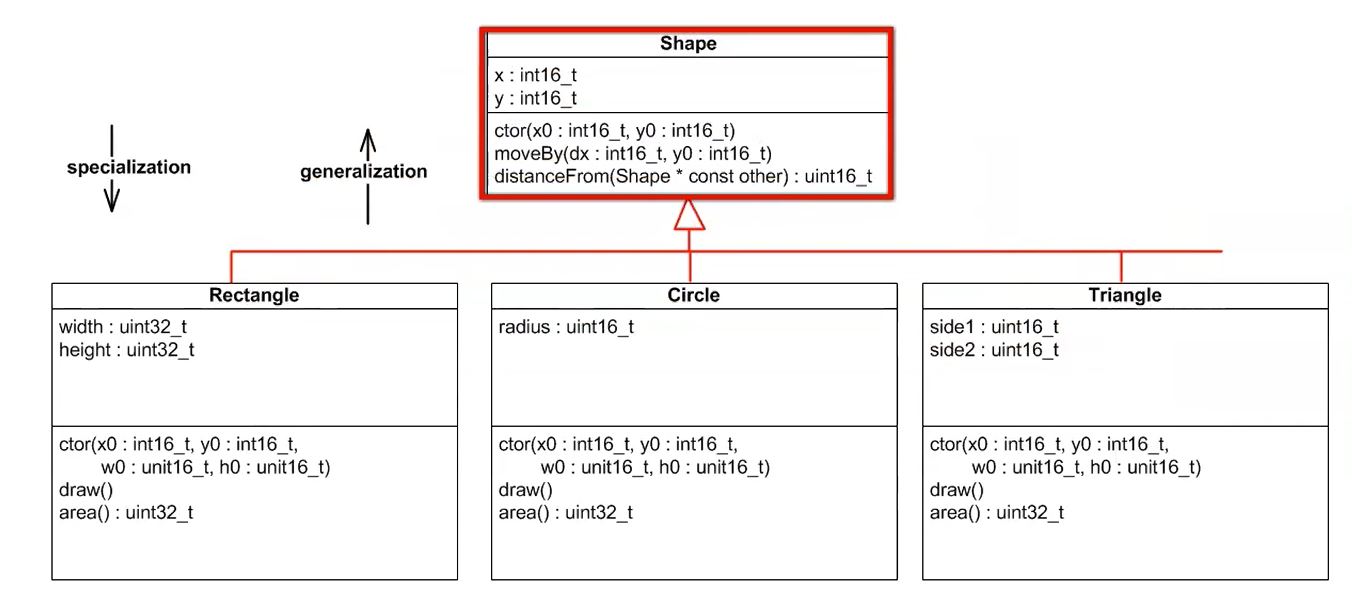 Shape
x : int16_t
y : int16_t
ctor(x0 : int16_t, y0 : int16_t)
moveBy(dx : int16_t, y0 : int16_t)
distanceFrom(Shape * const other) : uint16_t
specialization
generalization
Rectangle
width : uint32_t
height : uint32_t
ctor(x0 : int16_t, y0 : int16_t,
w0 : unit16_t, h0 : unit16_t)
draw()
area() : uint32_t
Circle
radius : uint16_t
ctor(x0 : int16_t, y0 : int16_t,
w0 : unit16_t, h0 : unit16_t)
draw()
area() : uint32_t
Triangle
side1 : uint16_t
side2 : uint16_t
ctor(x0 : int16_t, y0 : int16_t,
w0 : unit16_t, h0 : unit16_t)
draw()
area() : uint32_t